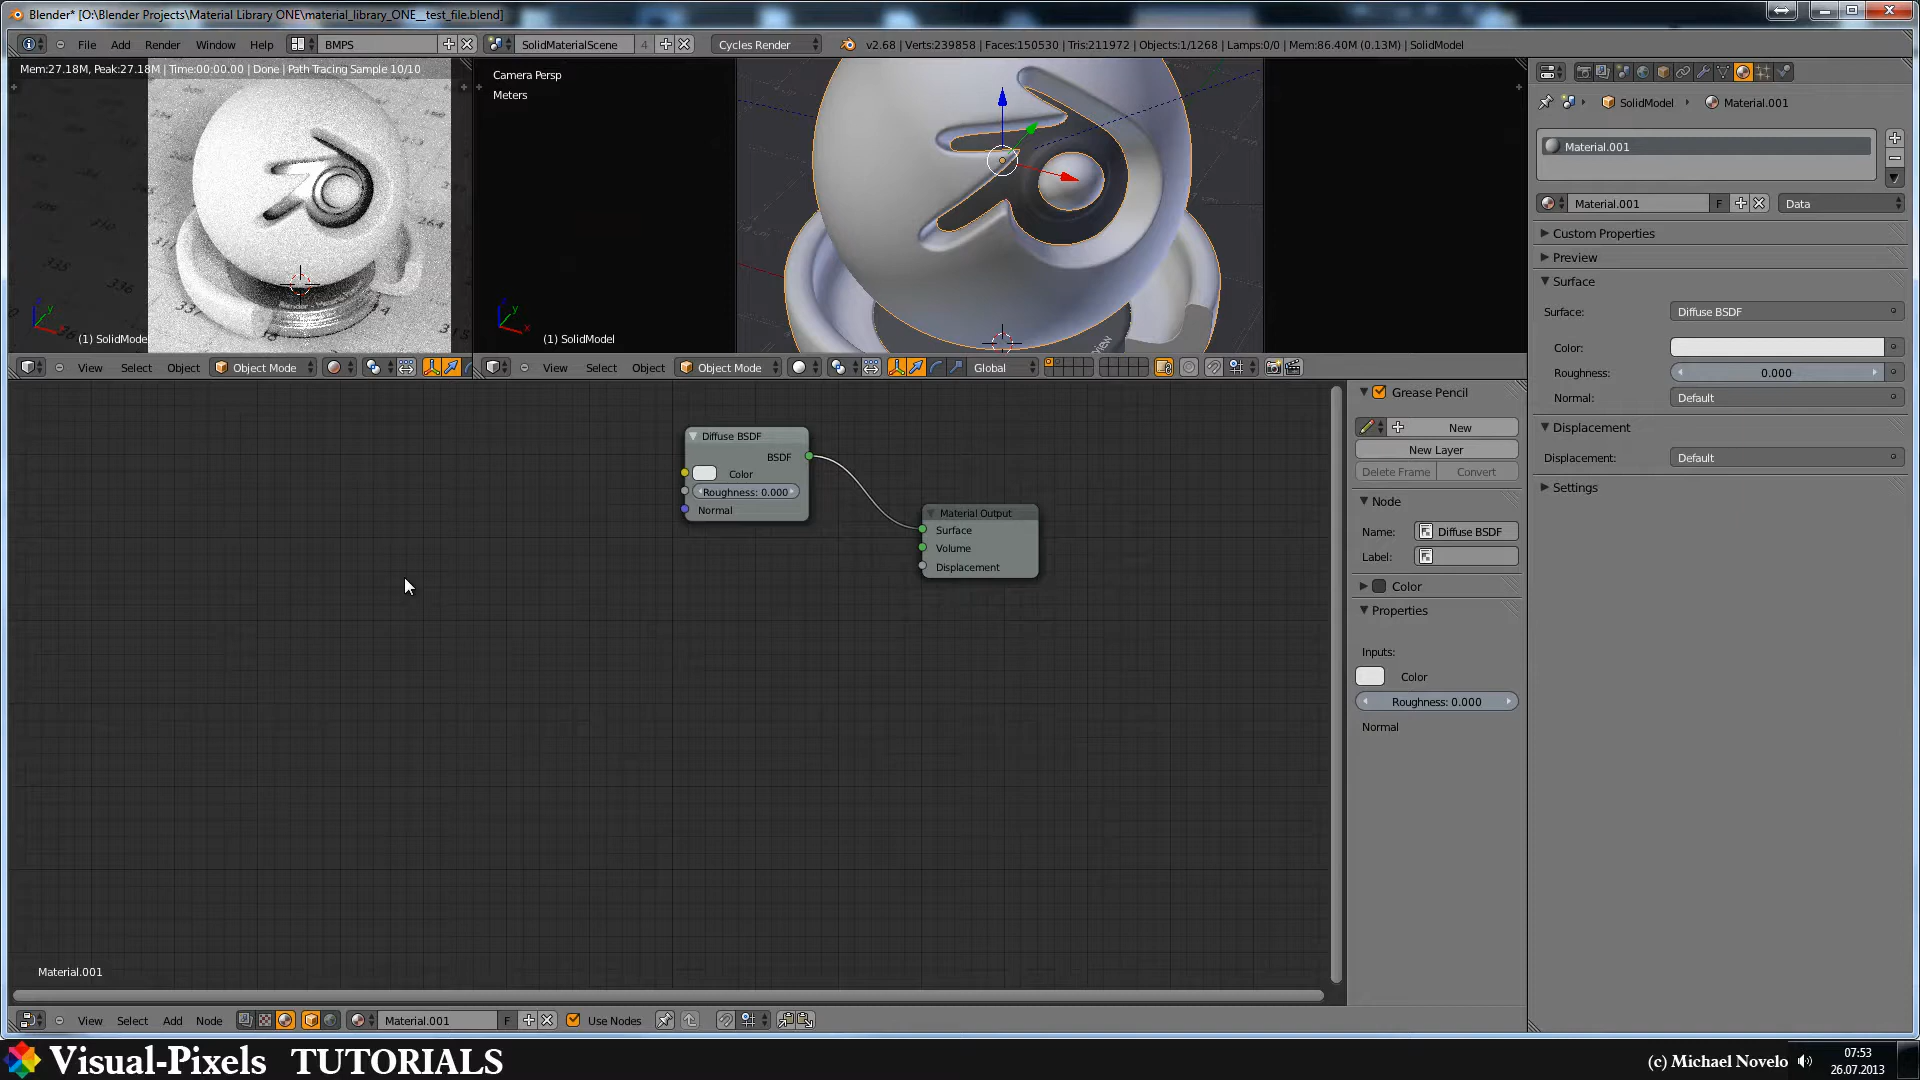 Blender* [O:\Blender Projects\Material Library ONE\material_library_ONE__test_file.blend]
File Add Render Window Help BMPS SolidMaterialScene 4 Cycles Render v2.68 | Verts:239858 | Faces:150530 | Tris:211972 | Objects:1/1268 | Lamps:0/0 | Mem:86.40M (0.13M) | SolidModel
Mem:27.18M, Peak:27.18M | Time:00:00.00 | Done | Path Tracing Sample 10/10
Camera Persp
Meters
SolidModel Material.001
Material.001
Material.001 F Data
Custom Properties
Preview
Surface
Surface: Diffuse BSDF
Color:
Roughness: 0.000
Normal: Default
Displacement
Displacement: Default
Settings
335
336
264
(1) SolidMode
(1) SolidModel
View Select Object Object Mode
View Select Object Object Mode Global
Diffuse BSDF
BSDF
Color
Roughness: 0.000
Normal
Material Output
Surface
Volume
Displacement
Grease Pencil
New
New Layer
Delete Frame Convert
Node
Name: Diffuse BSDF
Label:
Color
Properties
Inputs:
Color
Roughness: 0.000
Normal
Material.001
View Select Add Node Material.001 F Use Nodes
Visual-Pixels TUTORIALS
(c) Michael Novelo
07:53
26.07.2013